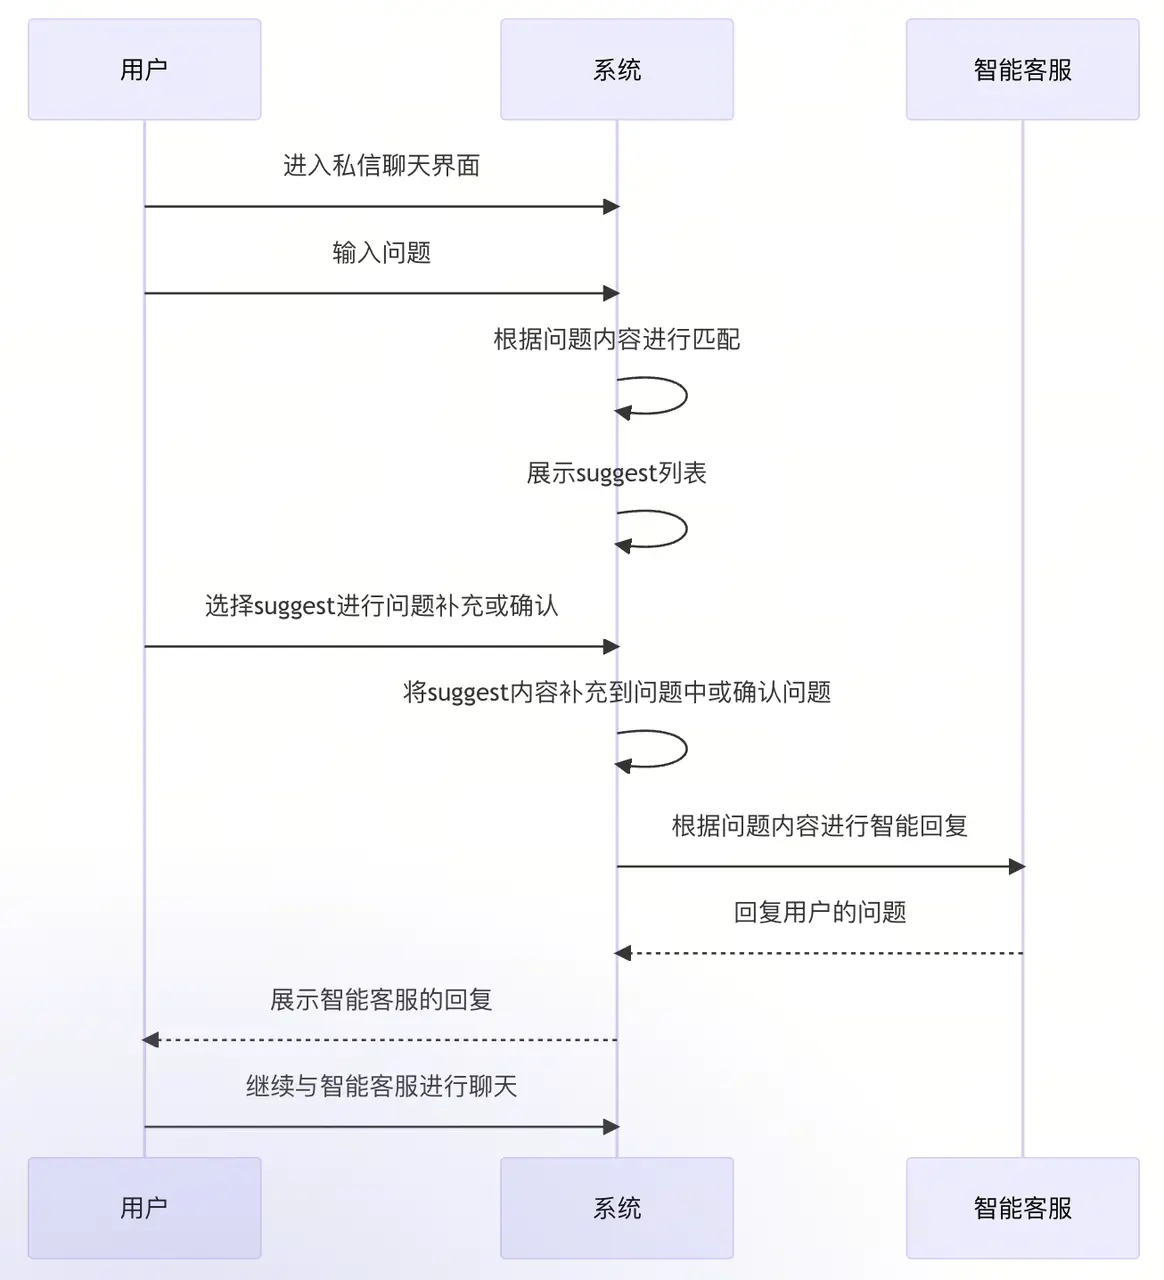 用户
系统
智能客服
进入私信聊天界面
输入问题
根据问题内容进行匹配
展示suggest列表
选择suggest进行问题补充或确认
将suggest内容补充到问题中或确认问题
根据问题内容进行智能回复
回复用户的问题
展示智能客服的回复
继续与智能客服进行聊天
用户
系统
智能客服